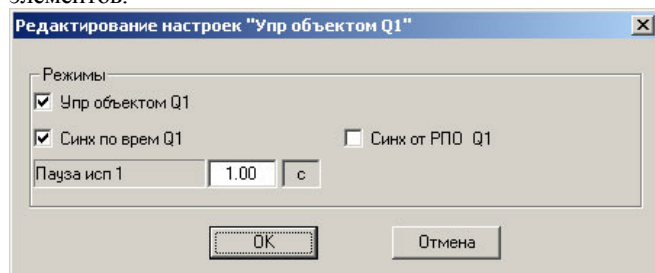 элементов.
Редактирование настроек "Упр объектом Q1"
Режимы
Упр объектом Q1
Синх по врем Q1 Синх от РПО Q1
Пауза исп 1 1.00 с
OK Отмена